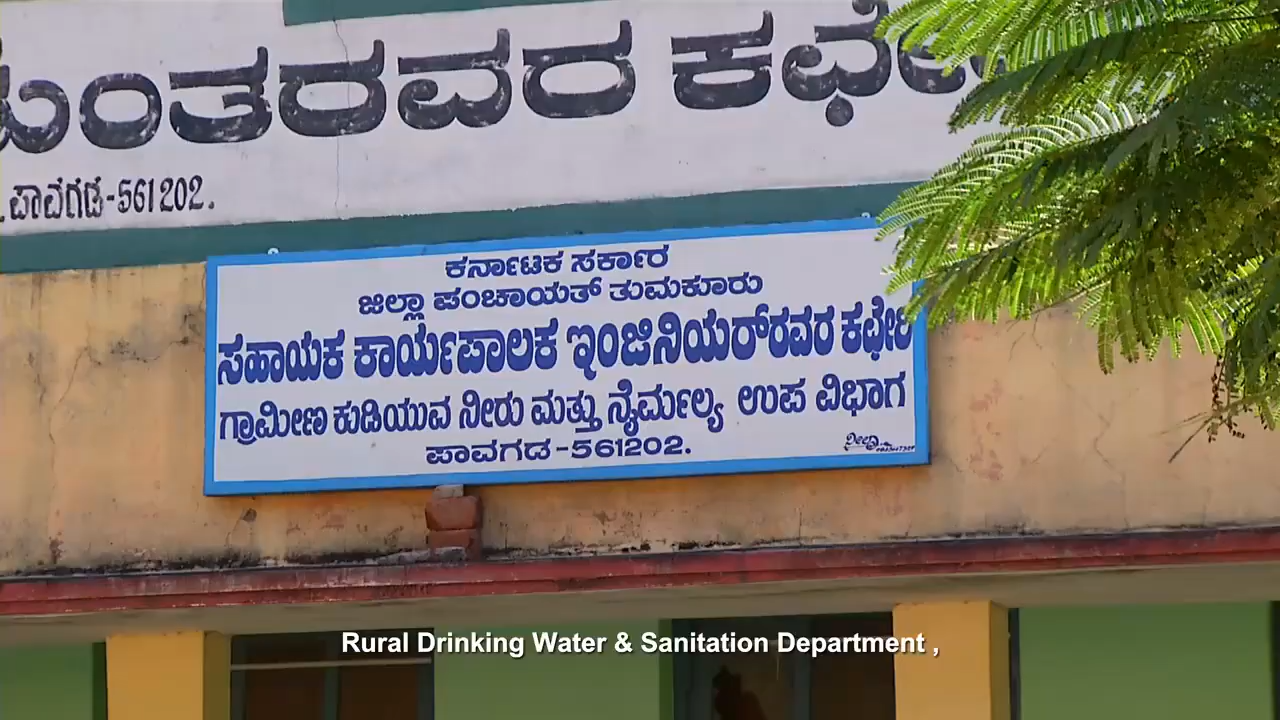 ಯಂತರವರ ಕಛೇರಿ
ಪಾವಗಡ-561202.
ಕರ್ನಾಟಕ ಸರ್ಕಾರ
ಜಿಲ್ಲಾ ಪಂಚಾಯತ್ ತುಮಕೂರು
ಸಹಾಯಕ ಕಾರ್ಯಪಾಲಕ ಇಂಜಿನಿಯರ್‌ರವರ ಕಛೇರಿ
ಗ್ರಾಮೀಣ ಕುಡಿಯುವ ನೀರು ಮತ್ತು ನೈರ್ಮಲ್ಯ ಉಪ ವಿಭಾಗ
ಪಾವಗಡ-561202.
Rural Drinking Water & Sanitation Department ,